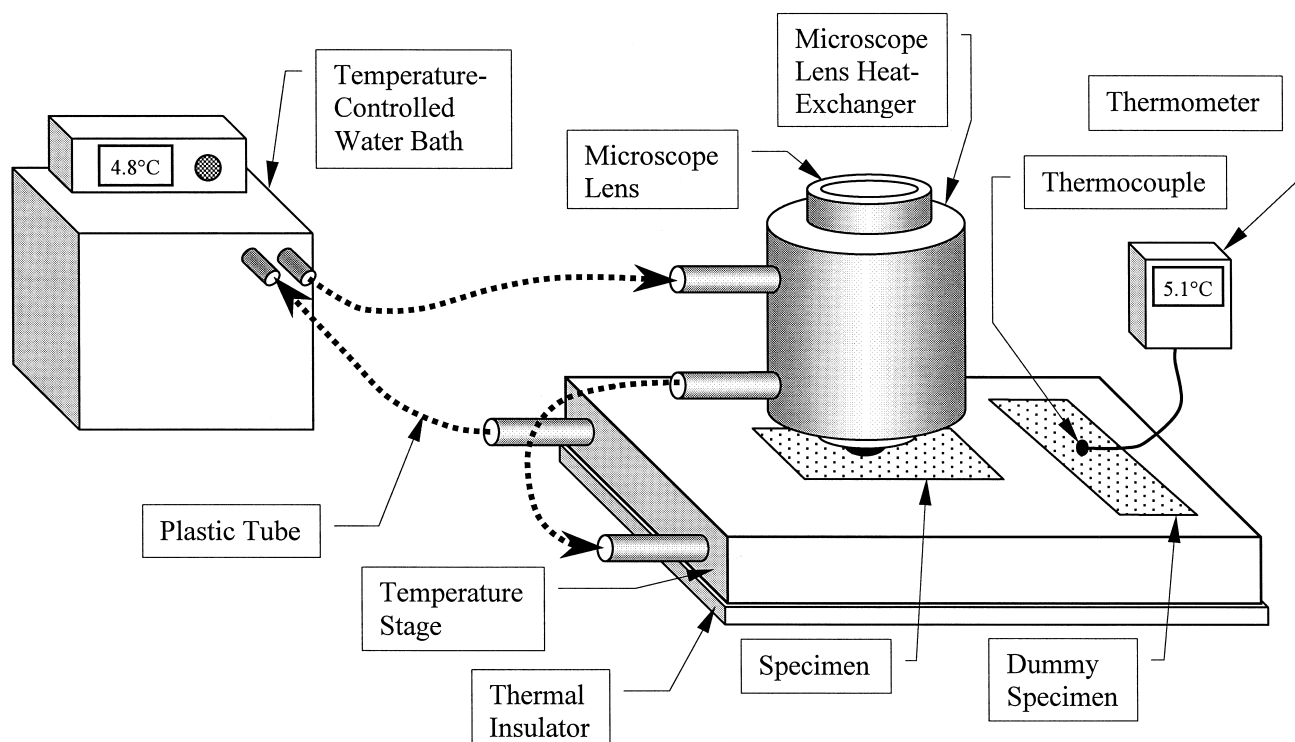 Temperature-
Controlled
Water Bath
4.8°C
Microscope
Lens Heat-
Exchanger
Microscope
Lens
Thermometer
Thermocouple
5.1°C
Plastic Tube
Temperature
Stage
Thermal
Insulator
Specimen
Dummy
Specimen